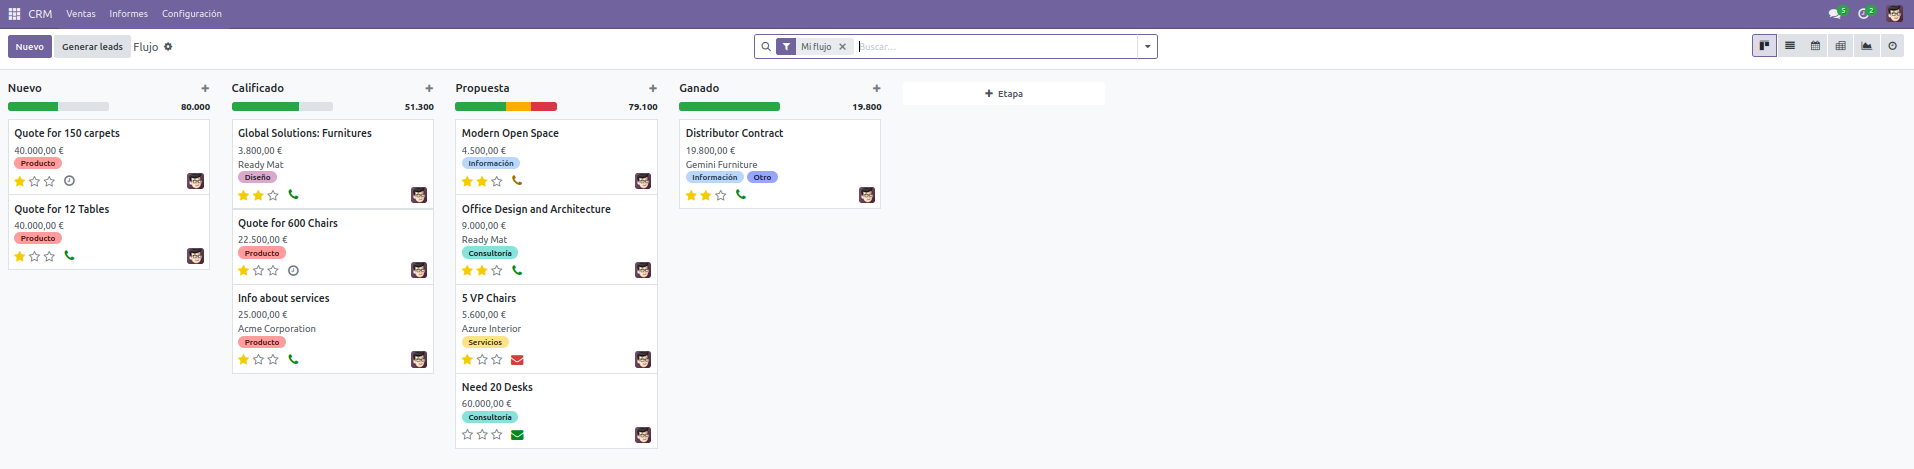 CRM Ventas Informes Configuración 5 2
Nuevo Generar leads Flujo Mi flujo Buscar...
Nuevo
80.000
Quote for 150 carpets
40.000,00 €
Producto
Quote for 12 Tables
40.000,00 €
Producto
Calificado
51.300
Global Solutions: Furnitures
3.800,00 €
Ready Mat
Diseño
Quote for 600 Chairs
22.500,00 €
Producto
Info about services
25.000,00 €
Acme Corporation
Producto
Propuesta
79.100
Modern Open Space
4.500,00 €
Información
Office Design and Architecture
9.000,00 €
Ready Mat
Consultoría
5 VP Chairs
5.600,00 €
Azure Interior
Servicios
Need 20 Desks
60.000,00 €
Consultoría
Ganado
19.800
Distributor Contract
19.800,00 €
Gemini Furniture
Información Otro
Etapa